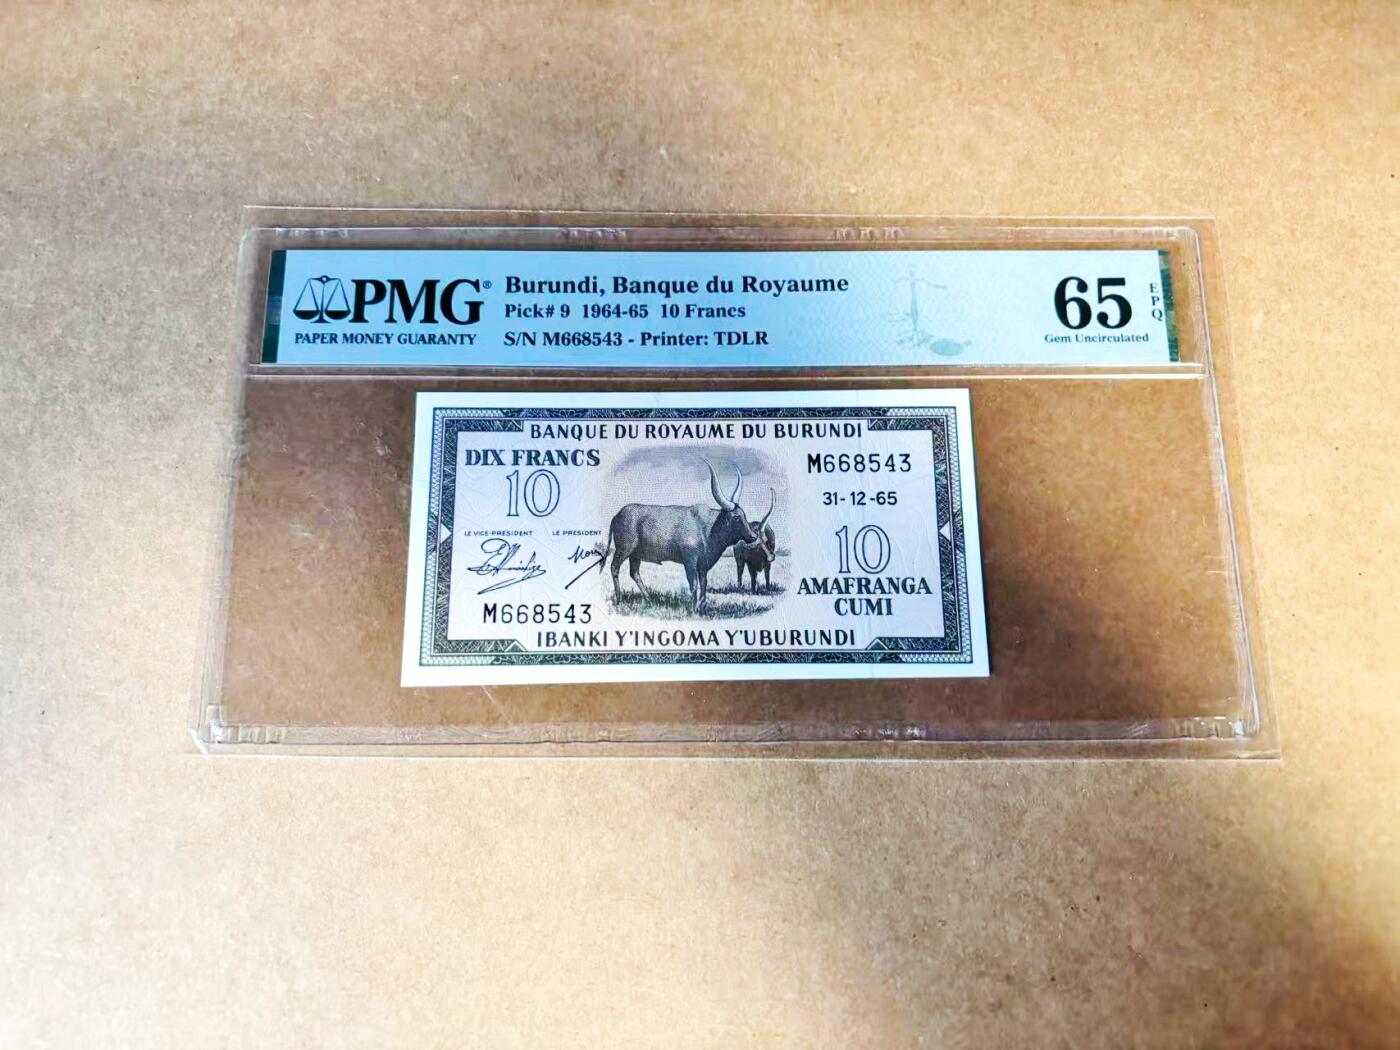 PMG®
PAPER MONEY GUARANTY
Burundi, Banque du Royaume
Pick# 9 1964-65 10 Francs
S/N M668543 - Printer: TDLR
65
EPQ
Gem Uncirculated
BANQUE DU ROYAUME DU BURUNDI
DIX FRANCS
10
M668543
31-12-65
LE VICE-PRESIDENT LE PRESIDENT
10
AMAFRANGA
CUMI
M668543
IBANKI Y'INGOMA Y'UBURUNDI